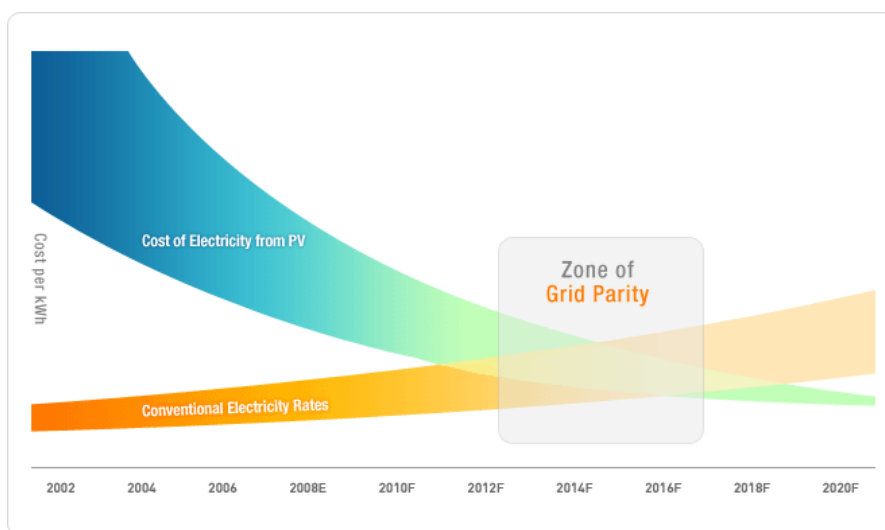 Cost of Electricity from PV
Zone of
Grid Parity
Cost per kWh
Conventional Electricity Rates
2002 2004 2006 2008E 2010F 2012F 2014F 2016F 2018F 2020F